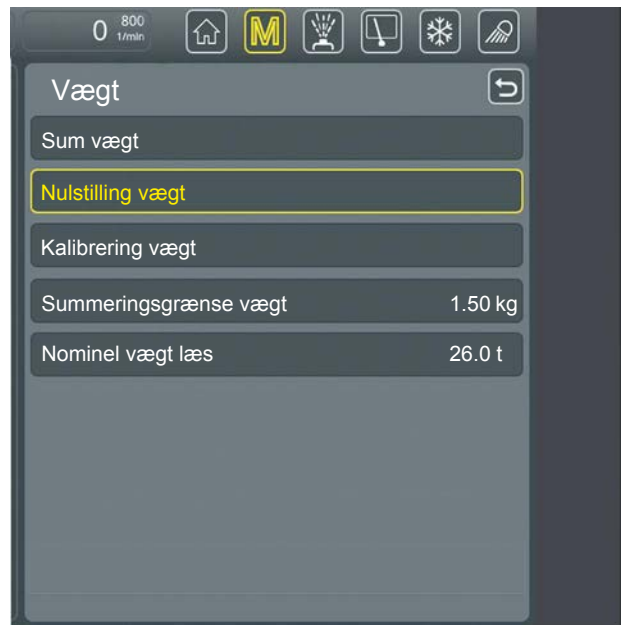 0 800
1/min
M
Vægt
Sum vægt
Nulstilling vægt
Kalibrering vægt
Summeringsgrænse vægt 1.50 kg
Nominel vægt læs 26.0 t